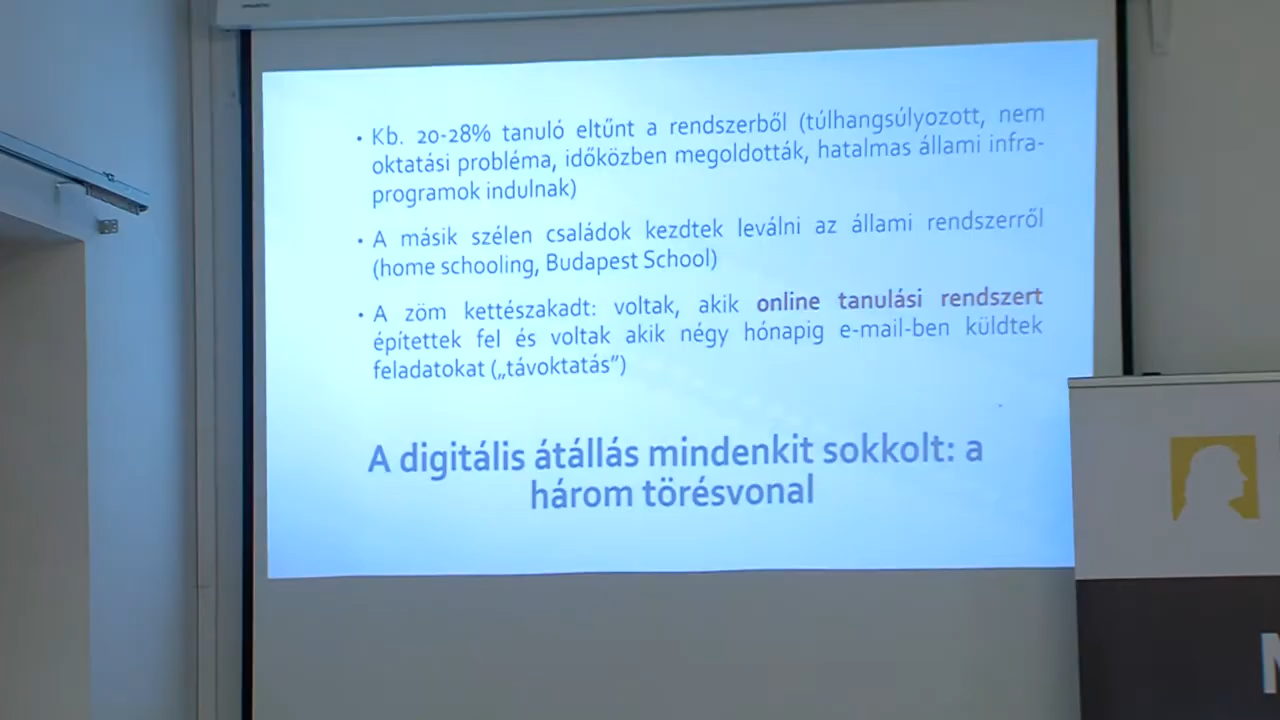 • Kb. 20-28% tanuló eltűnt a rendszerből (túlhangsúlyozott, nem
oktatási probléma, időközben megoldották, hatalmas állami infra-
programok indulnak)
• A másik szélen családok kezdtek leválni az állami rendszerről
(home schooling, Budapest School)
• A zöm kettészakadt: voltak, akik online tanulási rendszert
építettek fel és voltak akik négy hónapig e-mail-ben küldtek
feladatokat („távoktatás”)
A digitális átállás mindenkit sokkolt: a
három törésvonal